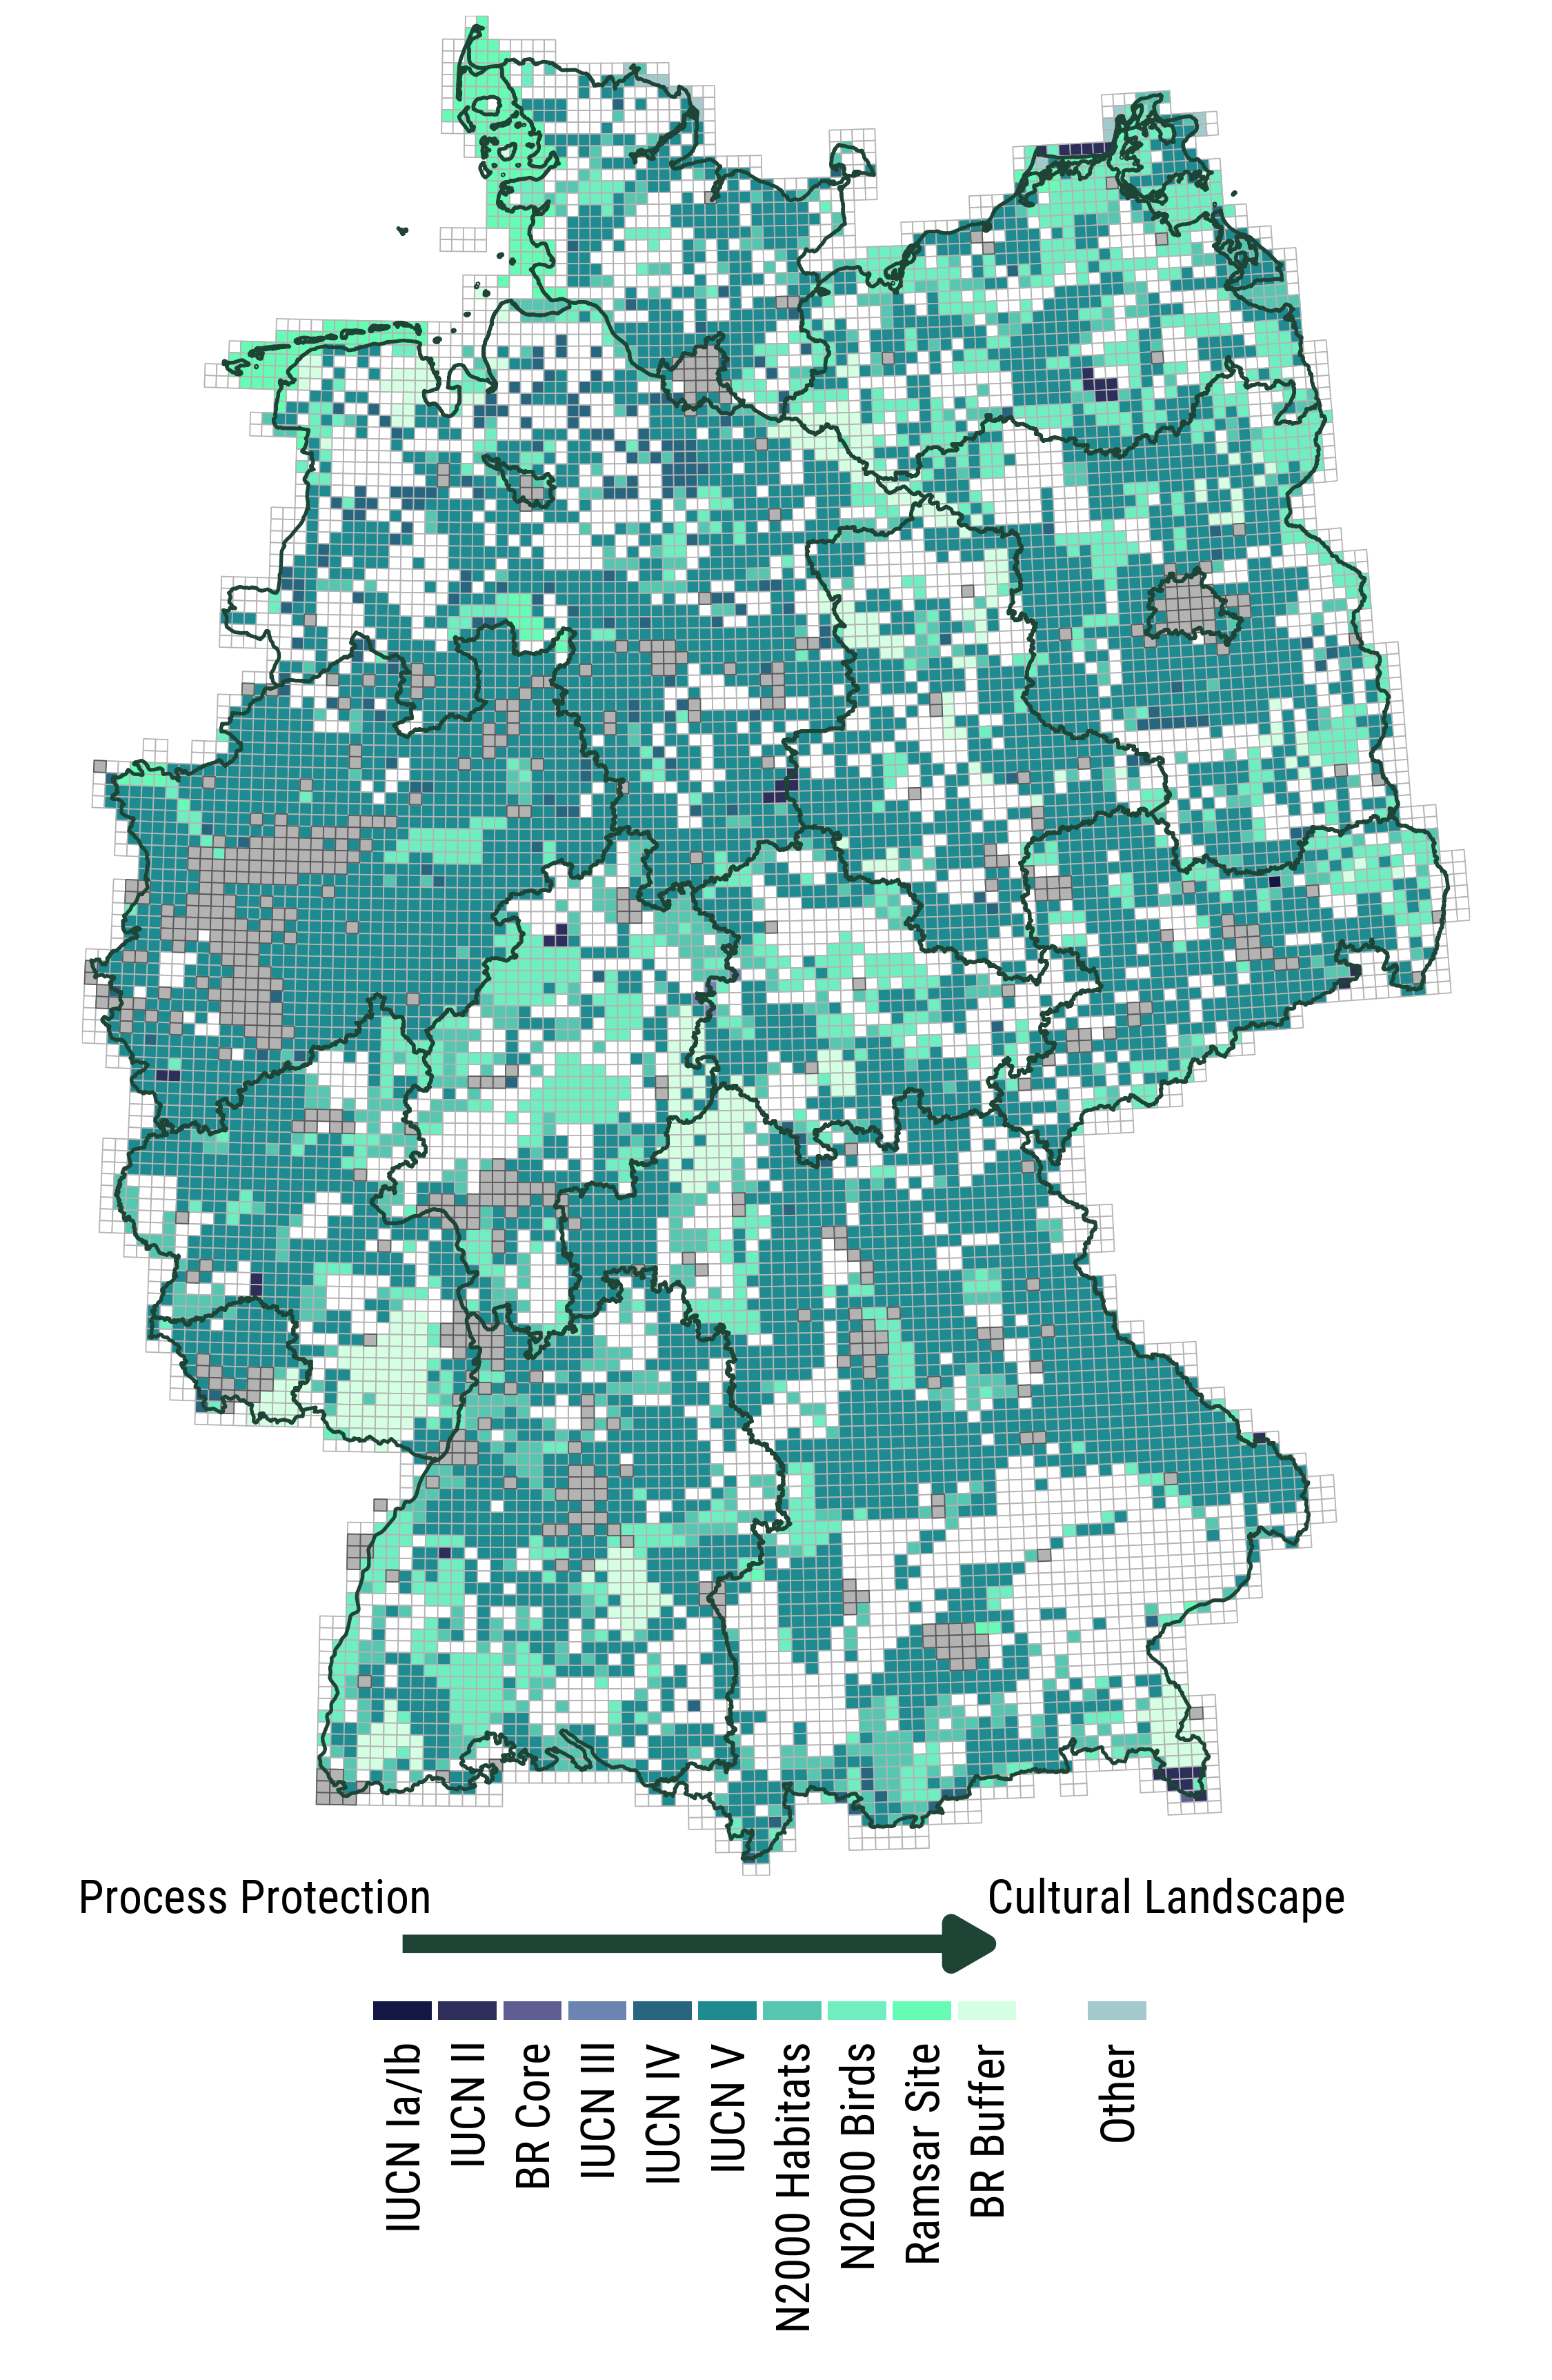 Process Protection
Cultural Landscape
IUCN Ia/Ib
IUCN II
BR Core
IUCN III
IUCN IV
IUCN V
N2000 Habitats
N2000 Birds
Ramsar Site
BR Buffer
Other